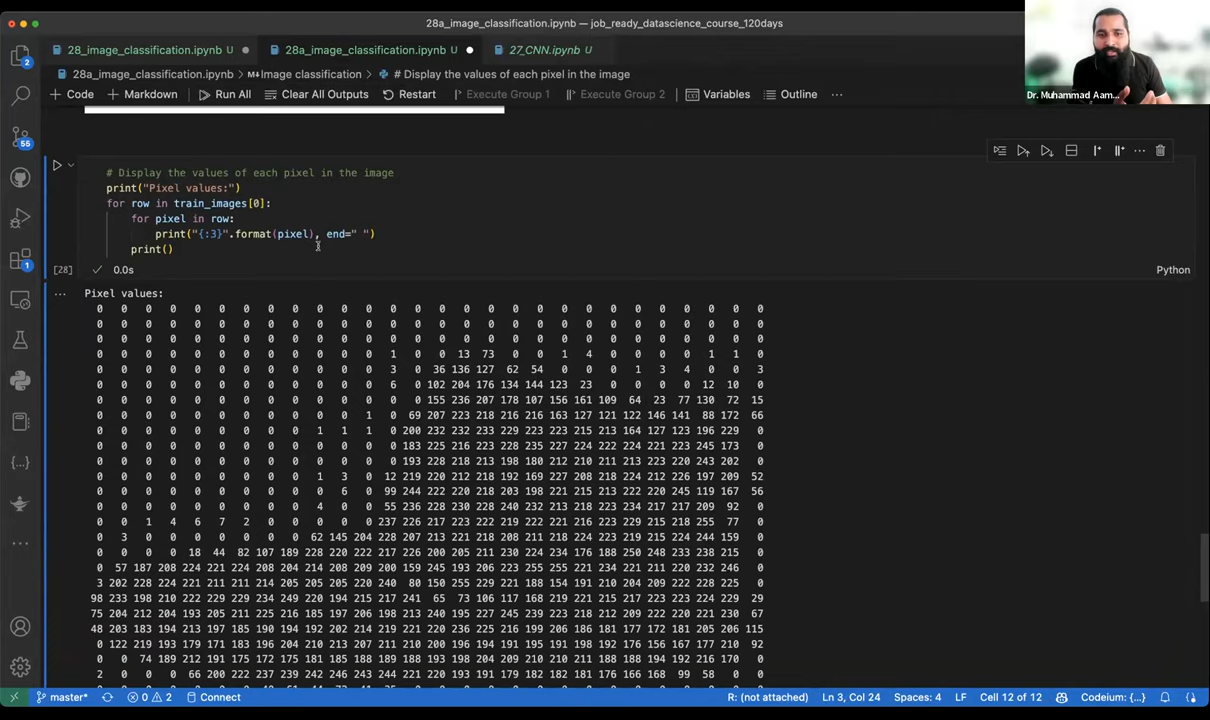 28a_image_classification.ipynb — job_ready_datascience_course_120days
28_image_classification.ipynb U
28a_image_classification.ipynb U
27_CNN.ipynb U
28a_image_classification.ipynb > M↓Image classification > # Display the values of each pixel in the image
+ Code + Markdown Run All Clear All Outputs Restart Execute Group 1 Execute Group 2 Variables Outline ...
Dr. Muhammad Aam...
# Display the values of each pixel in the image
print("Pixel values:")
for row in train_images[0]:
for pixel in row:
print("{:3}".format(pixel), end=" ")
print()
[28]
0.0s
Python
Pixel values:
0 0 0 0 0 0 0 0 0 0 0 0 0 0 0 0 0 0 0 0 0 0 0 0 0 0 0 0
0 0 0 0 0 0 0 0 0 0 0 0 0 0 0 0 0 0 0 0 0 0 0 0 0 0 0 0
0 0 0 0 0 0 0 0 0 0 0 0 0 0 0 0 0 0 0 0 0 0 0 0 0 0 0 0
0 0 0 0 0 0 0 0 0 0 0 0 1 0 0 13 73 0 0 1 4 0 0 0 0 1 1 0
0 0 0 0 0 0 0 0 0 0 0 0 3 0 36 136 127 62 54 0 0 0 1 3 4 0 0 3
0 0 0 0 0 0 0 0 0 0 0 0 6 0 102 204 176 134 144 123 23 0 0 0 0 12 10 0
0 0 0 0 0 0 0 0 0 0 0 0 0 0 155 236 207 178 107 156 161 109 64 23 77 130 72 15
0 0 0 0 0 0 0 0 0 0 0 1 0 69 207 223 218 216 216 163 127 121 122 146 141 88 172 66
0 0 0 0 0 0 0 0 0 1 1 1 0 200 232 232 233 229 223 223 215 213 164 127 123 196 229 0
0 0 0 0 0 0 0 0 0 0 0 0 0 183 225 216 223 228 235 227 224 222 224 221 223 245 173 0
0 0 0 0 0 0 0 0 0 0 0 0 0 193 228 218 213 198 180 212 210 211 213 223 220 243 202 0
0 0 0 0 0 0 0 0 0 1 3 0 12 219 220 212 218 192 169 227 208 218 224 212 226 197 209 52
0 0 0 0 0 0 0 0 0 0 6 0 99 244 222 220 218 203 198 221 215 213 222 220 245 119 167 56
0 0 0 0 0 0 0 0 0 4 0 0 55 236 228 230 228 240 232 213 218 223 234 217 217 209 92 0
0 0 1 4 6 7 2 0 0 0 0 0 237 226 217 223 222 219 222 221 216 223 229 215 218 255 77 0
0 3 0 0 0 0 0 0 0 62 145 204 228 207 213 221 218 208 211 218 224 223 219 215 224 244 159 0
0 0 0 0 18 44 82 107 189 228 220 222 217 226 200 205 211 230 224 234 176 188 250 248 233 238 215 0
0 57 187 208 224 221 224 208 204 214 208 209 200 159 245 193 206 223 255 255 221 234 221 211 220 232 246 0
3 202 228 224 221 211 211 214 205 205 205 220 240 80 150 255 229 221 188 154 191 210 204 209 222 228 225 0
98 233 198 210 222 229 229 234 249 220 194 215 217 241 65 73 106 117 168 219 221 215 217 223 223 224 229 29
75 204 212 204 193 205 211 225 216 185 197 206 198 213 240 195 227 245 239 223 218 212 209 222 220 221 230 67
48 203 183 194 213 197 185 190 194 192 202 214 219 221 220 236 225 216 199 206 186 181 177 172 181 205 206 115
0 122 219 193 179 171 183 196 204 210 213 207 211 210 200 196 194 191 195 191 198 192 176 156 167 177 210 92
0 0 74 189 212 191 175 172 175 181 185 188 189 188 193 198 204 209 210 210 211 188 188 194 192 216 170 0
2 0 0 0 66 200 222 237 239 242 246 243 244 221 220 193 191 179 182 182 181 176 166 168 99 58 0 0
master* 0 2 Connect R: (not attached) Ln 3, Col 24 Spaces: 4 LF Cell 12 of 12 Codeium: {...}